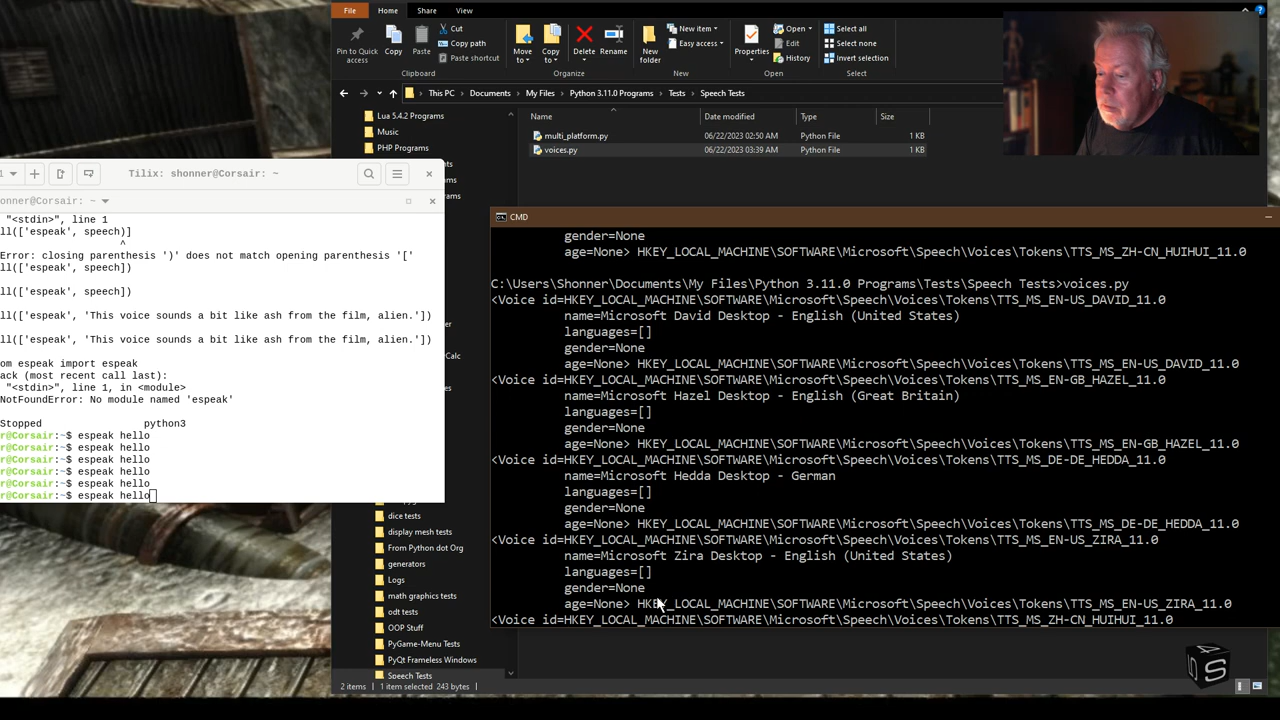 File Home Share View
Pin to Quick access
Copy
Paste
Cut
Copy path
Paste shortcut
Clipboard
Move to
Copy to
Delete
Rename
Organize
New folder
New item
Easy access
New
Properties
Open
Edit
History
Open
Select all
Select none
Invert selection
Select
This PC > Documents > My Files > Python 3.11.0 Programs > Tests > Speech Tests
Lua 5.4.2 Programs
Music
PHP Programs
Name Date modified Type Size
multi_platform.py 06/22/2023 02:50 AM Python File 1 KB
voices.py 06/22/2023 03:39 AM Python File 1 KB
Tilix: shonner@Corsair: ~
onner@Corsair: ~
"<stdin>", line 1
ll(['espeak', speech)]
^
Error: closing parenthesis ')' does not match opening parenthesis '['
ll(['espeak', speech])
ll(['espeak', speech])
ll(['espeak', 'This voice sounds a bit like ash from the film, alien.'])
ll(['espeak', 'This voice sounds a bit like ash from the film, alien.'])
om espeak import espeak
ack (most recent call last):
"<stdin>", line 1, in <module>
NotFoundError: No module named 'espeak'
Stopped python3
r@Corsair:~$ espeak hello
r@Corsair:~$ espeak hello
r@Corsair:~$ espeak hello
r@Corsair:~$ espeak hello
r@Corsair:~$ espeak hello
r@Corsair:~$ espeak hello
CMD
gender=None
age=None> HKEY_LOCAL_MACHINE\SOFTWARE\Microsoft\Speech\Voices\Tokens\TTS_MS_ZH-CN_HUIHUI_11.0
C:\Users\Shonner\Documents\My Files\Python 3.11.0 Programs\Tests\Speech Tests>voices.py
<Voice id=HKEY_LOCAL_MACHINE\SOFTWARE\Microsoft\Speech\Voices\Tokens\TTS_MS_EN-US_DAVID_11.0
name=Microsoft David Desktop - English (United States)
languages=[]
gender=None
age=None> HKEY_LOCAL_MACHINE\SOFTWARE\Microsoft\Speech\Voices\Tokens\TTS_MS_EN-US_DAVID_11.0
<Voice id=HKEY_LOCAL_MACHINE\SOFTWARE\Microsoft\Speech\Voices\Tokens\TTS_MS_EN-GB_HAZEL_11.0
name=Microsoft Hazel Desktop - English (Great Britain)
languages=[]
gender=None
age=None> HKEY_LOCAL_MACHINE\SOFTWARE\Microsoft\Speech\Voices\Tokens\TTS_MS_EN-GB_HAZEL_11.0
<Voice id=HKEY_LOCAL_MACHINE\SOFTWARE\Microsoft\Speech\Voices\Tokens\TTS_MS_DE-DE_HEDDA_11.0
name=Microsoft Hedda Desktop - German
languages=[]
gender=None
age=None> HKEY_LOCAL_MACHINE\SOFTWARE\Microsoft\Speech\Voices\Tokens\TTS_MS_DE-DE_HEDDA_11.0
<Voice id=HKEY_LOCAL_MACHINE\SOFTWARE\Microsoft\Speech\Voices\Tokens\TTS_MS_EN-US_ZIRA_11.0
name=Microsoft Zira Desktop - English (United States)
languages=[]
gender=None
age=None> HKEY_LOCAL_MACHINE\SOFTWARE\Microsoft\Speech\Voices\Tokens\TTS_MS_EN-US_ZIRA_11.0
<Voice id=HKEY_LOCAL_MACHINE\SOFTWARE\Microsoft\Speech\Voices\Tokens\TTS_MS_ZH-CN_HUIHUI_11.0
dice tests
display mesh tests
From Python dot Org
generators
Logs
math graphics tests
odt tests
OOP Stuff
PyGame-Menu Tests
PyQt Frameless Windows
Speech Tests
2 items 1 item selected 243 bytes